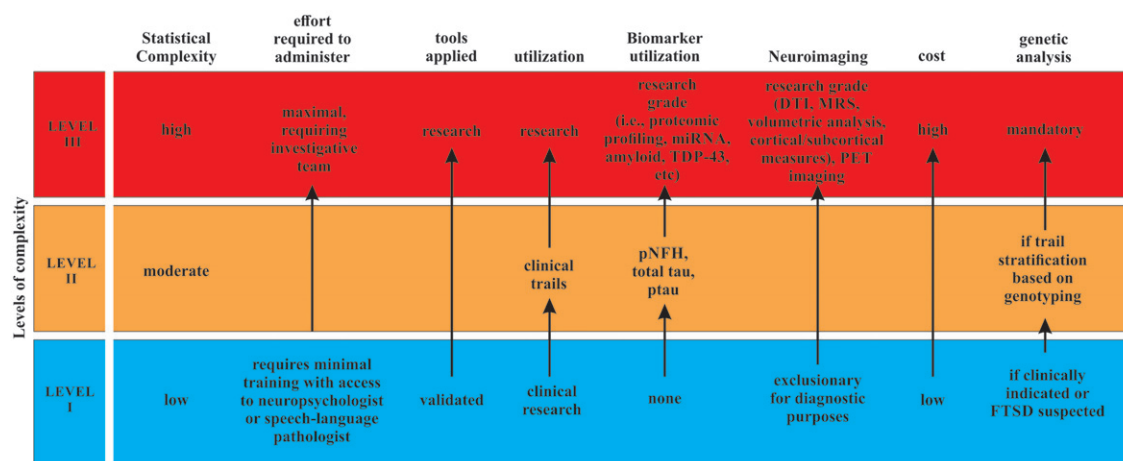 Statistical
Complexity
effort
required to
administer
tools
applied
utilization
Biomarker
utilization
Neuroimaging
cost
genetic
analysis
Levels of complexity
LEVEL
III
high
maximal,
requiring
investigative
team
research
research
research
grade
(i.e., proteomic
profiling, miRNA,
amyloid, TDP-43,
etc)
research grade
(DTI, MRS,
volumetric analysis,
cortical/subcortical
measures), PET
imaging
high
mandatory
LEVEL
II
moderate
clinical
trails
pNFH,
total tau,
ptau
if trail
stratification
based on
genotyping
LEVEL
I
low
requires minimal
training with access
to neuropsychologist
or speech-language
pathologist
validated
clinical
research
none
exclusionary
for diagnostic
purposes
low
if clinically
indicated or
FTSD suspected